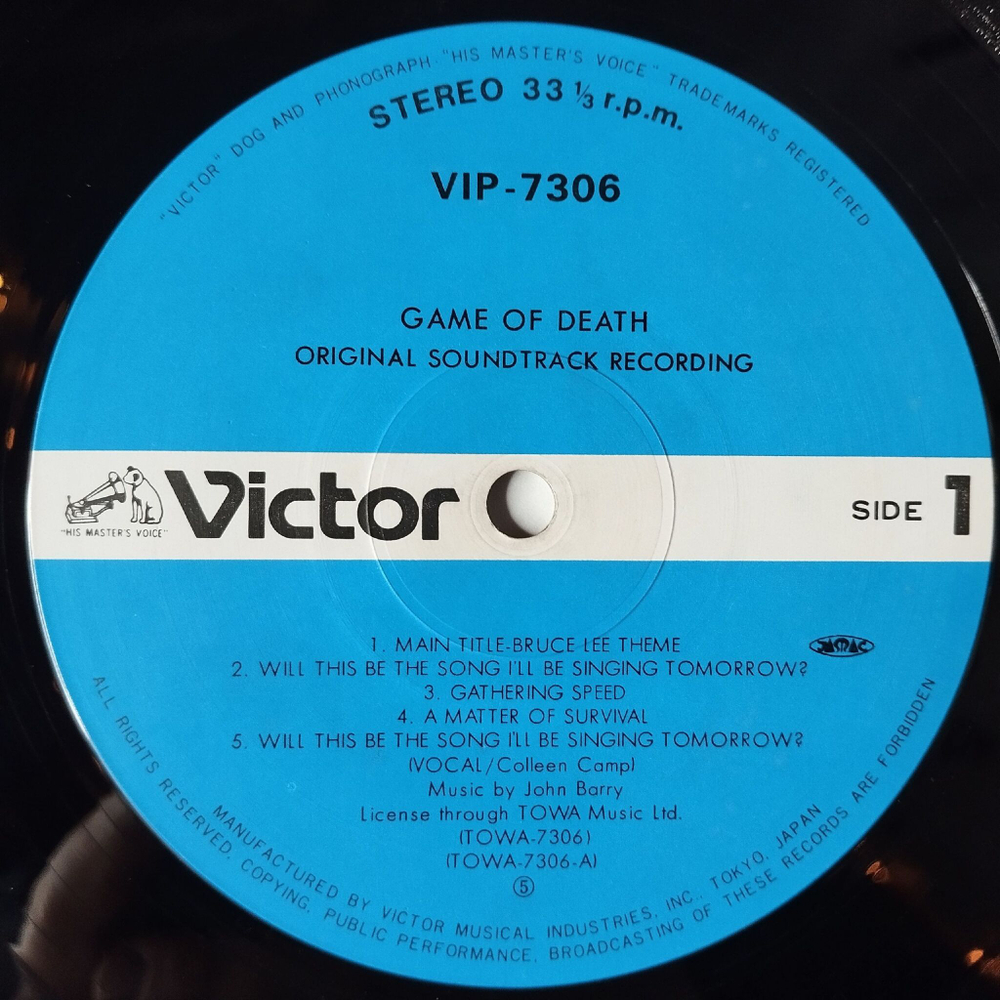 "VICTOR" DOG AND PHONOGRAPH "HIS MASTER'S VOICE" TRADEMARKS REGISTERED
STEREO 33 ⅓ r.p.m.
VIP-7306
GAME OF DEATH
ORIGINAL SOUNDTRACK RECORDING
"HIS MASTER'S VOICE"
Victor
SIDE 1
1. MAIN TITLE-BRUCE LEE THEME
JASRAC
2. WILL THIS BE THE SONG I'LL BE SINGING TOMORROW?
3. GATHERING SPEED
4. A MATTER OF SURVIVAL
5. WILL THIS BE THE SONG I'LL BE SINGING TOMORROW?
(VOCAL/Colleen Camp)
Music by John Barry
License through TOWA Music Ltd.
(TOWA-7306)
(TOWA-7306-A)
⑤
MANUFACTURED BY VICTOR MUSICAL INDUSTRIES, INC., TOKYO, JAPAN
ALL RIGHTS RESERVED. COPYING, PUBLIC PERFORMANCE, BROADCASTING OF THESE RECORDS ARE FORBIDDEN